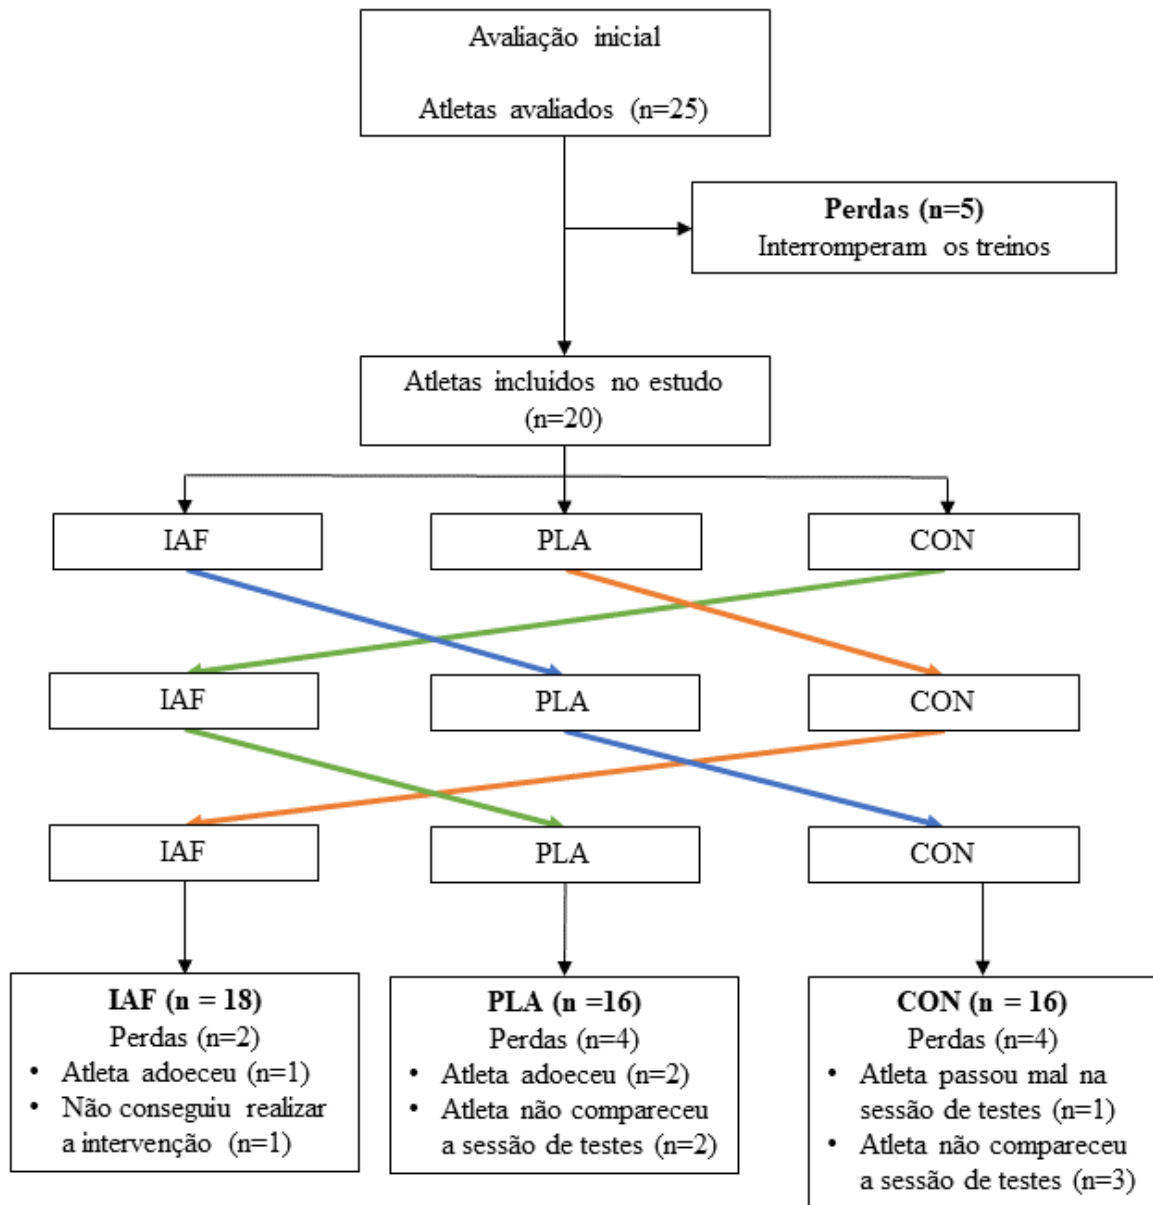 Avaliação inicial
Atletas avaliados (n=25)
Perdas (n=5)
Interromperam os treinos
Atletas incluídos no estudo
(n=20)
IAF
PLA
CON
IAF
PLA
CON
IAF
PLA
CON
IAF (n = 18)
Perdas (n=2)
• Atleta adoeceu (n=1)
• Não conseguiu realizar
a intervenção (n=1)
PLA (n =16)
Perdas (n=4)
• Atleta adoeceu (n=2)
• Atleta não compareceu
a sessão de testes (n=2)
CON (n = 16)
Perdas (n=4)
• Atleta passou mal na
sessão de testes (n=1)
• Atleta não compareceu
a sessão de testes (n=3)